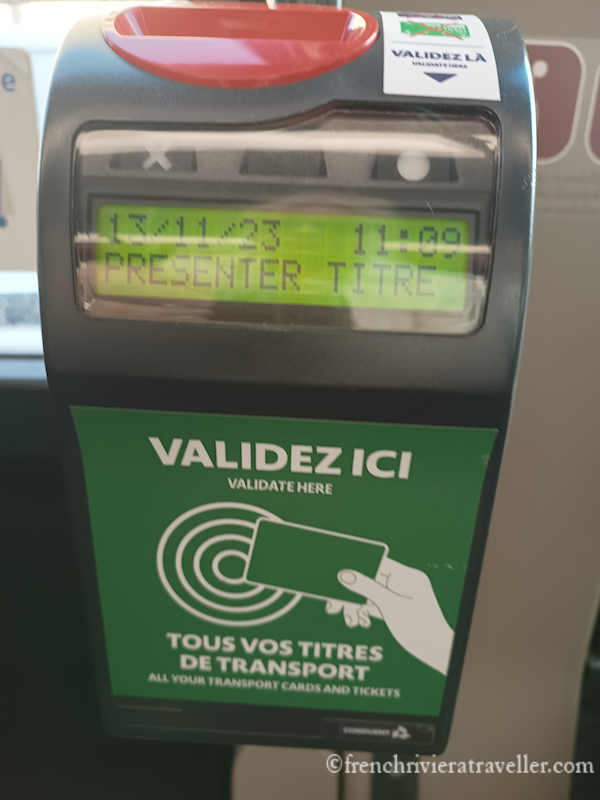 VALIDEZ LÀ
VALIDATE HERE
13/11/23 11:09
PRESENTER TITRE
VALIDEZ ICI
VALIDATE HERE
TOUS VOS TITRES
DE TRANSPORT
ALL YOUR TRANSPORT CARDS AND TICKETS
CONDUENT
©frenchrivieratraveller.com